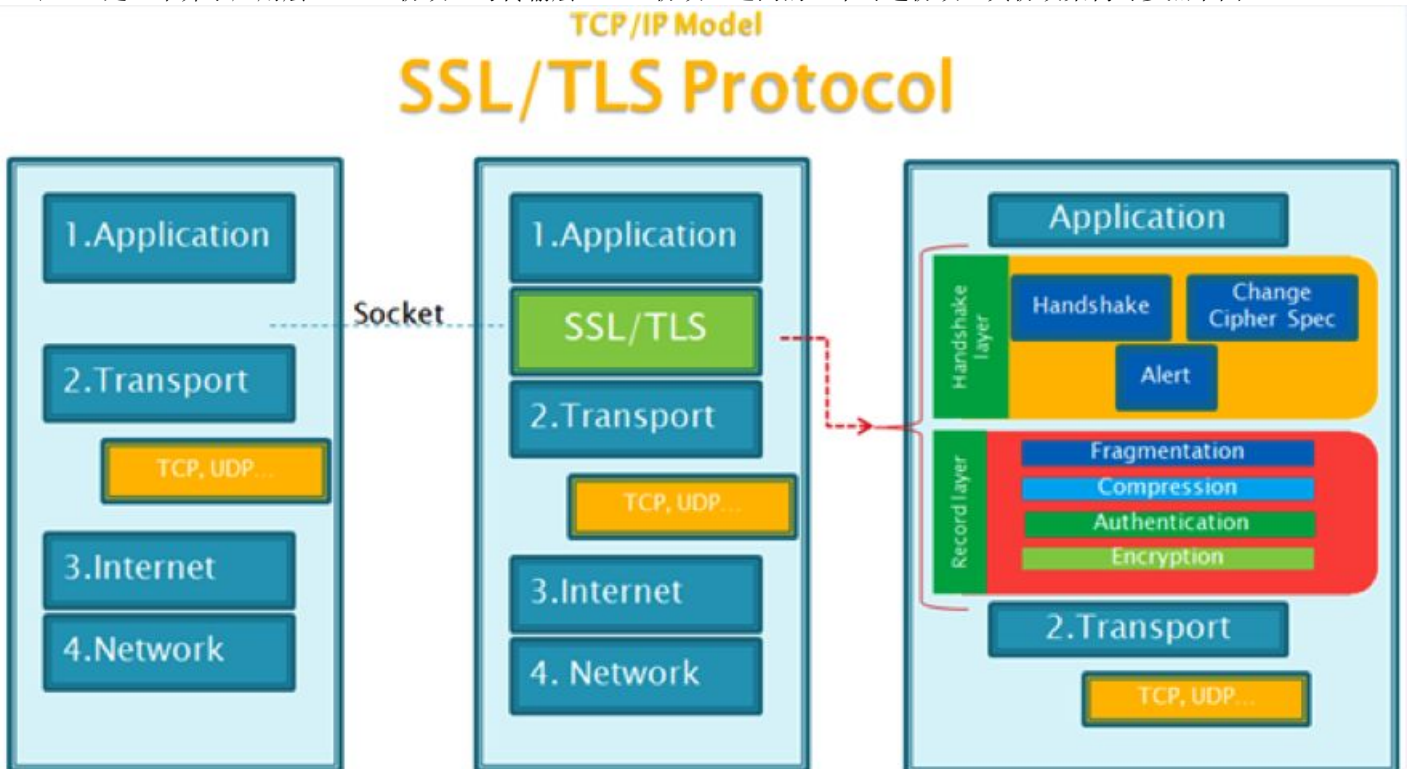 TCP/IP Model
SSL/TLS Protocol
1.Application
2.Transport
TCP, UDP...
3.Internet
4.Network
Socket
1.Application
SSL/TLS
2.Transport
TCP, UDP...
3.Internet
4. Network
Application
Handshake
layer
Handshake
Change
Cipher Spec
Alert
Record layer
Fragmentation
Compression
Authentication
Encryption
2.Transport
TCP, UDP...